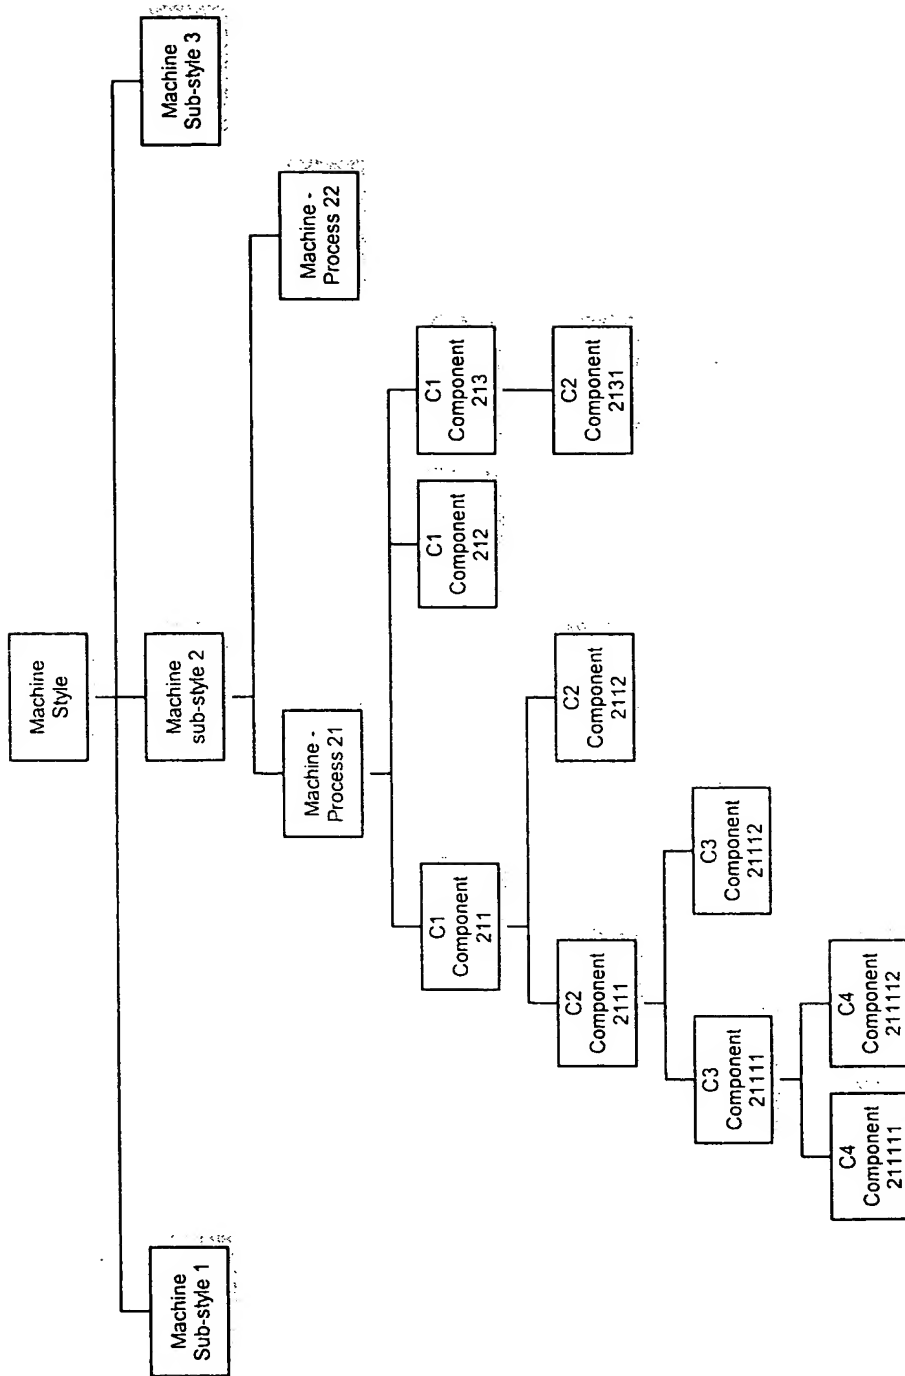 Machine
Style
Machine
Sub-style 1
Machine
sub-style 2
Machine
Sub-style 3
Machine -
Process 21
Machine -
Process 22
C1
Component
211
C1
Component
212
C1
Component
213
C2
Component
2111
C2
Component
2112
C2
Component
2131
C3
Component
21111
C3
Component
21112
C4
Component
211111
C4
Component
211112